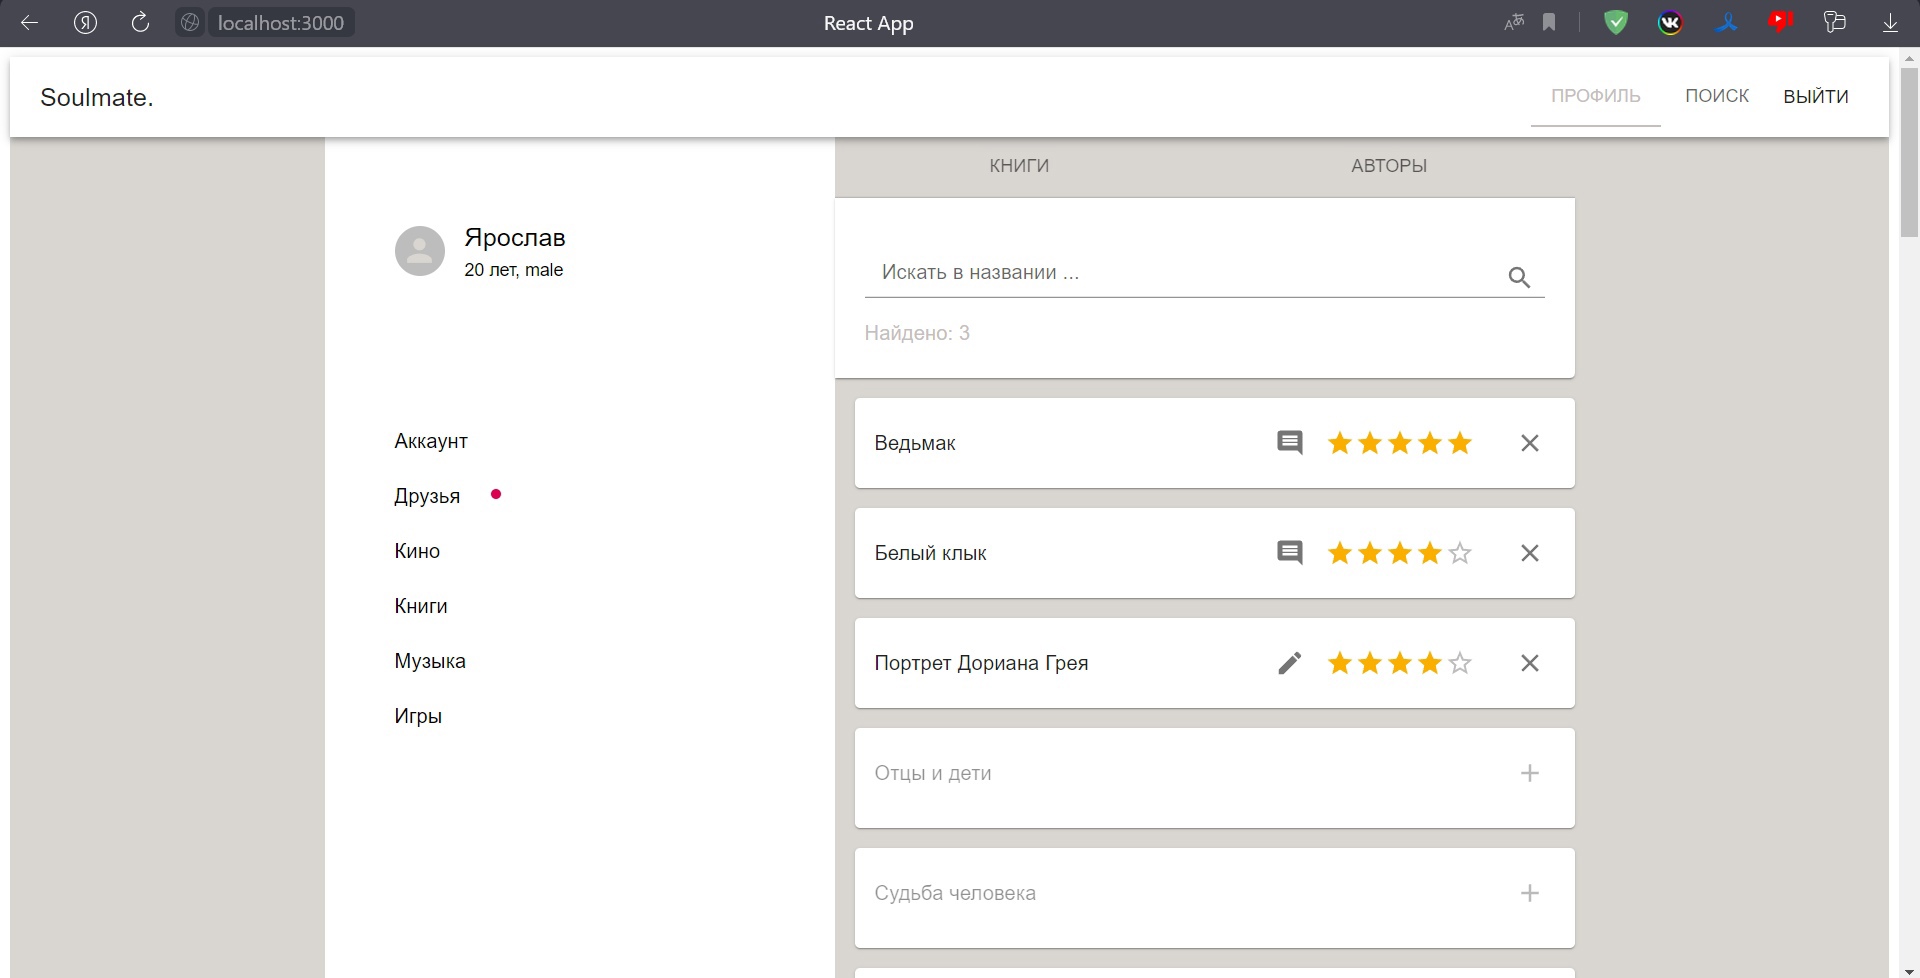 Я localhost:3000 React App
Soulmate.
ПРОФИЛЬ ПОИСК ВЫЙТИ
КНИГИ АВТОРЫ
Ярослав
20 лет, male
Аккаунт
Друзья
Кино
Книги
Музыка
Игры
Искать в названии ...
Найдено: 3
Ведьмак
Белый клык
Портрет Дориана Грея
Отцы и дети
Судьба человека